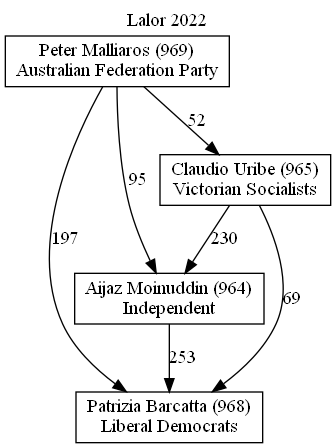 Lalor 2022
Peter Malliaros (969)
Australian Federation Party
52
Claudio Uribe (965)
Victorian Socialists
95
197
230
69
Aijaz Moinuddin (964)
Independent
253
Patrizia Barcatta (968)
Liberal Democrats